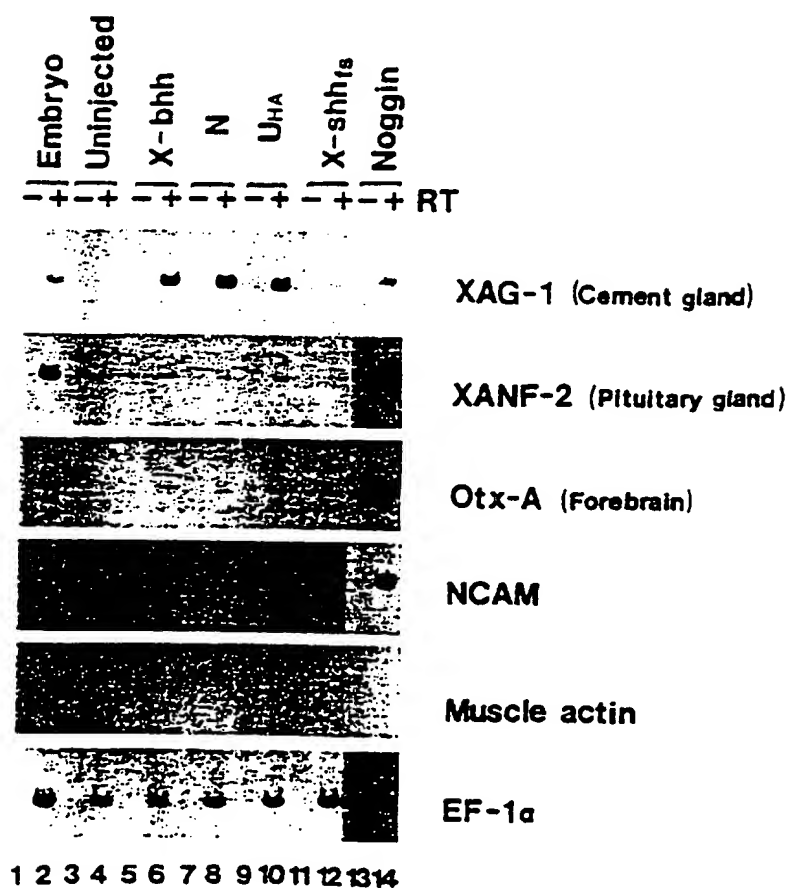 Embryo
Uninjected
X-bhh
N
UHA
X-shhfs
Noggin
- + - + - + - + - + - + - + RT
XAG-1 (Cement gland)
XANF-2 (Pituitary gland)
Otx-A (Forebrain)
NCAM
Muscle actin
EF-1α
1 2 3 4 5 6 7 8 9 10 11 12 13 14